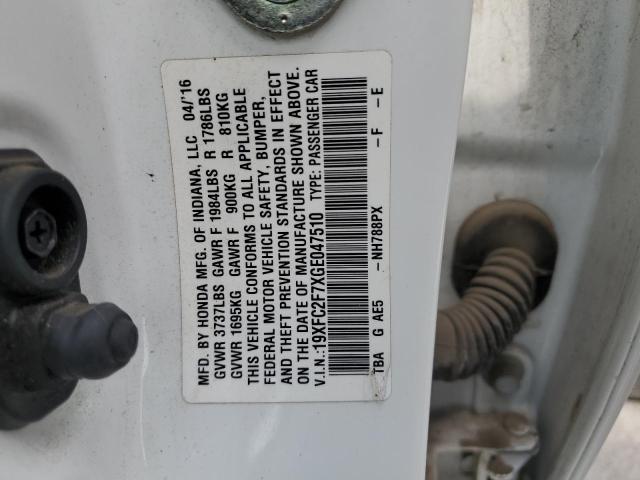 MFD. BY HONDA MFG. OF INDIANA, LLC 04/'16
GVWR 3737LBS GAWR F 1984LBS R 1786LBS
GVWR 1695KG GAWR F 900KG R 810KG
THIS VEHICLE CONFORMS TO ALL APPLICABLE
FEDERAL MOTOR VEHICLE SAFETY, BUMPER,
AND THEFT PREVENTION STANDARDS IN EFFECT
ON THE DATE OF MANUFACTURE SHOWN ABOVE.
V.I.N.:19XFC2F7XGE047510 TYPE: PASSENGER CAR
TBA G AE5 –NH788PX –F –E